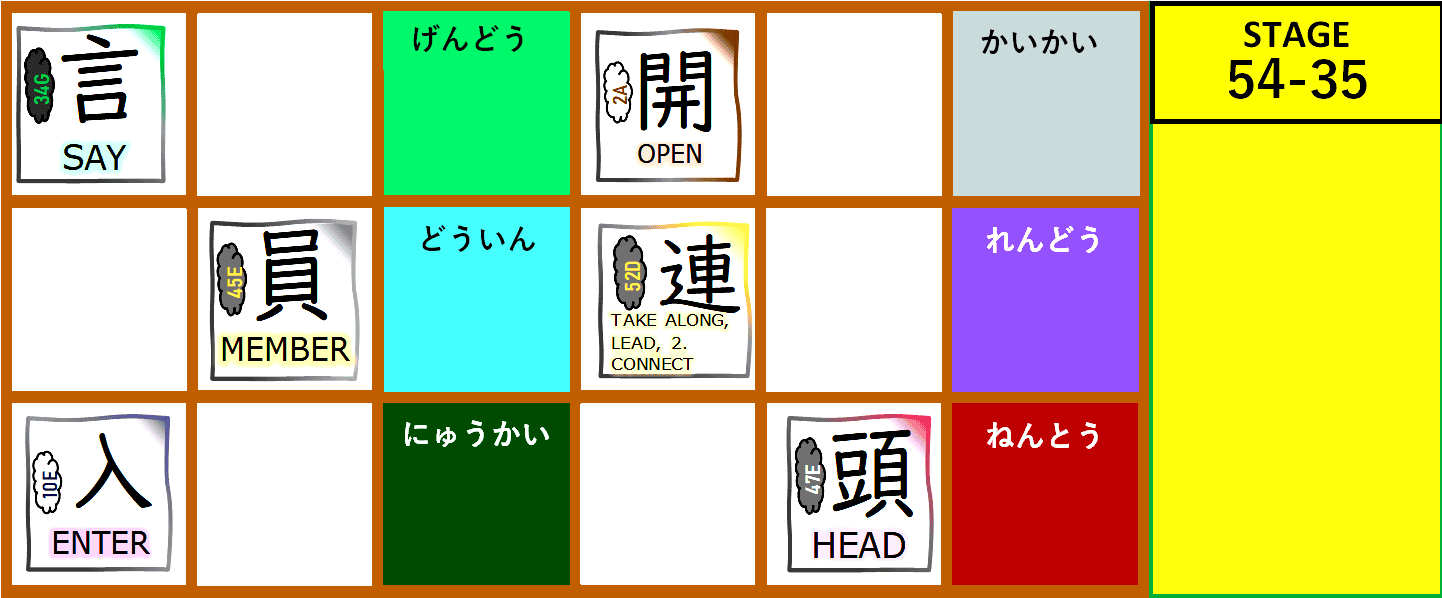 34G
言
SAY
げんどう
2A
開
OPEN
かいかい
STAGE
54-35
45E
員
MEMBER
どういん
52D
連
TAKE ALONG,
LEAD, 2.
CONNECT
れんどう
10E
入
ENTER
にゅうかい
47E
頭
HEAD
ねんとう